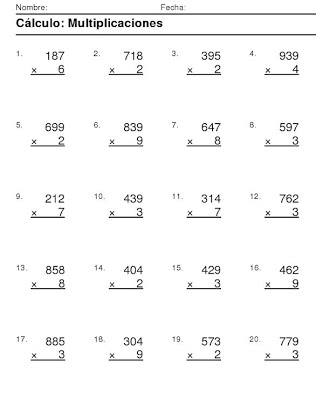 Nombre: Fecha:
Cálculo: Multiplicaciones
1. 187 2. 718 3. 395 4. 939
× 6 × 2 × 2 × 4
5. 699 6. 839 7. 647 8. 597
× 2 × 9 × 8 × 3
9. 212 10. 439 11. 314 12. 762
× 7 × 3 × 7 × 3
13. 858 14. 404 15. 429 16. 462
× 8 × 2 × 3 × 9
17. 885 18. 304 19. 573 20. 779
× 3 × 9 × 2 × 3